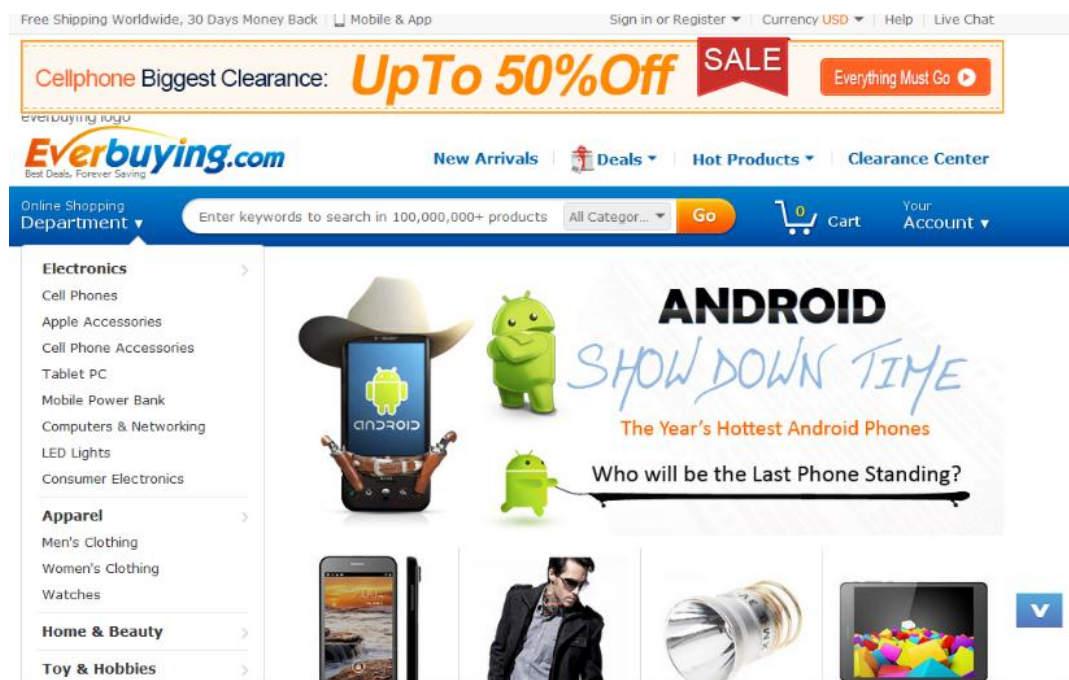 Free Shipping Worldwide, 30 Days Money Back Mobile & App Sign in or Register Currency USD Help Live Chat
Cellphone Biggest Clearance: UpTo 50%Off SALE Everything Must Go
everbuying logo
Everbuying.com
Best Deals, Forever Saving
New Arrivals Deals Hot Products Clearance Center
Online Shopping
Department
Enter keywords to search in 100,000,000+ products All Categor... Go
0 Cart
Your
Account
Electronics
Cell Phones
Apple Accessories
Cell Phone Accessories
Tablet PC
Mobile Power Bank
Computers & Networking
LED Lights
Consumer Electronics
Apparel
Men's Clothing
Women's Clothing
Watches
Home & Beauty
Toy & Hobbies
ANDROID
ANDROID
SHOW DOWN TIME
The Year's Hottest Android Phones
Who will be the Last Phone Standing?
V